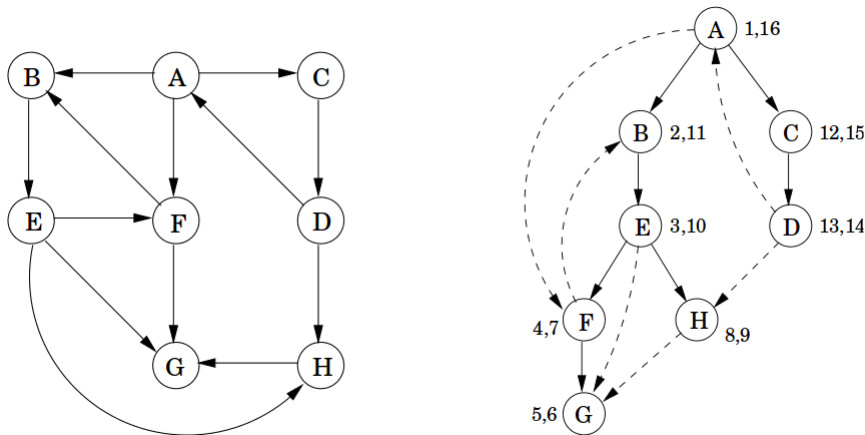 B A C
E F D
G H
A 1,16
B 2,11 C 12,15
E 3,10 D 13,14
4,7 F H 8,9
5,6 G